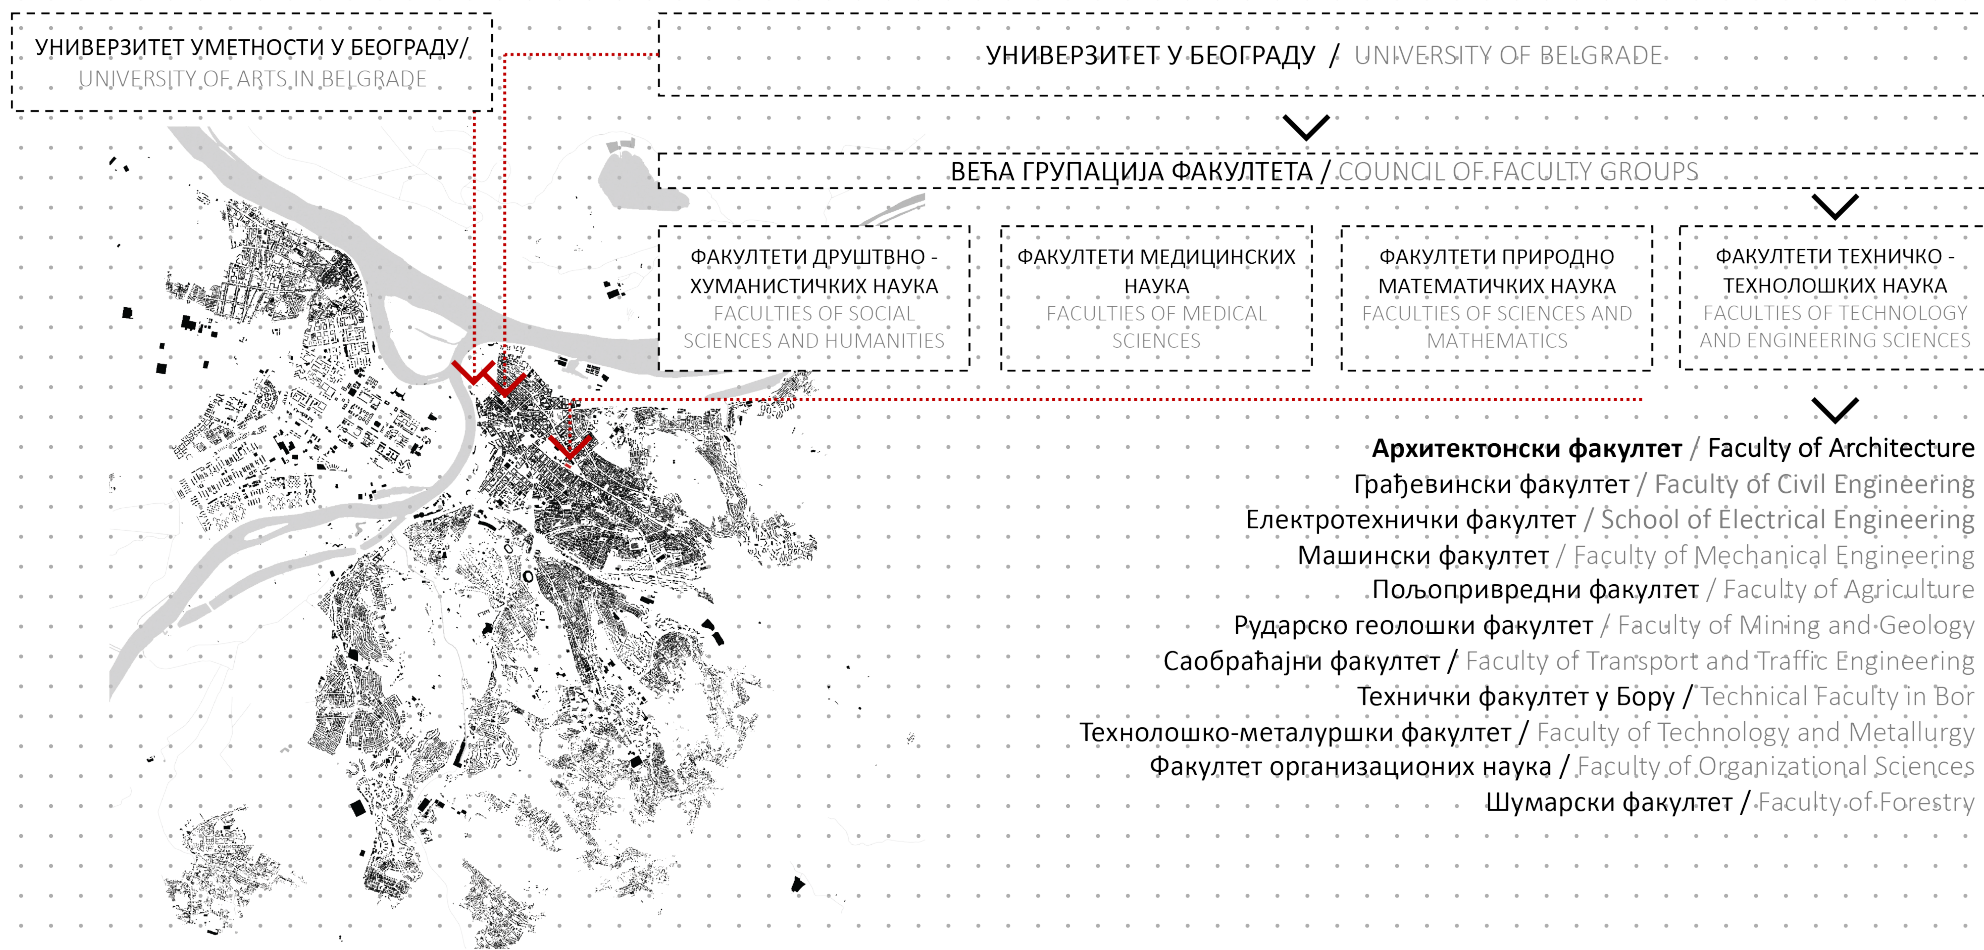 УНИВЕРЗИТЕТ УМЕТНОСТИ У БЕОГРАДУ/
UNIVERSITY OF ARTS IN BELGRADE
УНИВЕРЗИТЕТ У БЕОГРАДУ / UNIVERSITY OF BELGRADE
ВЕЋА ГРУПАЦИЈА ФАКУЛТЕТА / COUNCIL OF FACULTY GROUPS
ФАКУЛТЕТИ ДРУШТВНО -
ХУМАНИСТИЧКИХ НАУКА
FACULTIES OF SOCIAL
SCIENCES AND HUMANITIES
ФАКУЛТЕТИ МЕДИЦИНСКИХ
НАУКА
FACULTIES OF MEDICAL
SCIENCES
ФАКУЛТЕТИ ПРИРОДНО
МАТЕМАТИЧКИХ НАУКА
FACULTIES OF SCIENCES AND
MATHEMATICS
ФАКУЛТЕТИ ТЕХНИЧКО -
ТЕХНОЛОШКИХ НАУКА
FACULTIES OF TECHNOLOGY
AND ENGINEERING SCIENCES
Архитектонски факултет / Faculty of Architecture
Грађевински факултет / Faculty of Civil Engineering
Електротехнички факултет / School of Electrical Engineering
Машински факултет / Faculty of Mechanical Engineering
Пољопривредни факултет / Faculty of Agriculture
Рударско геолошки факултет / Faculty of Mining and Geology
Саобраћајни факултет / Faculty of Transport and Traffic Engineering
Технички факултет у Бору / Technical Faculty in Bor
Технолошко-металуршки факултет / Faculty of Technology and Metallurgy
Факултет организационих наука / Faculty of Organizational Sciences
Шумарски факултет / Faculty of Forestry